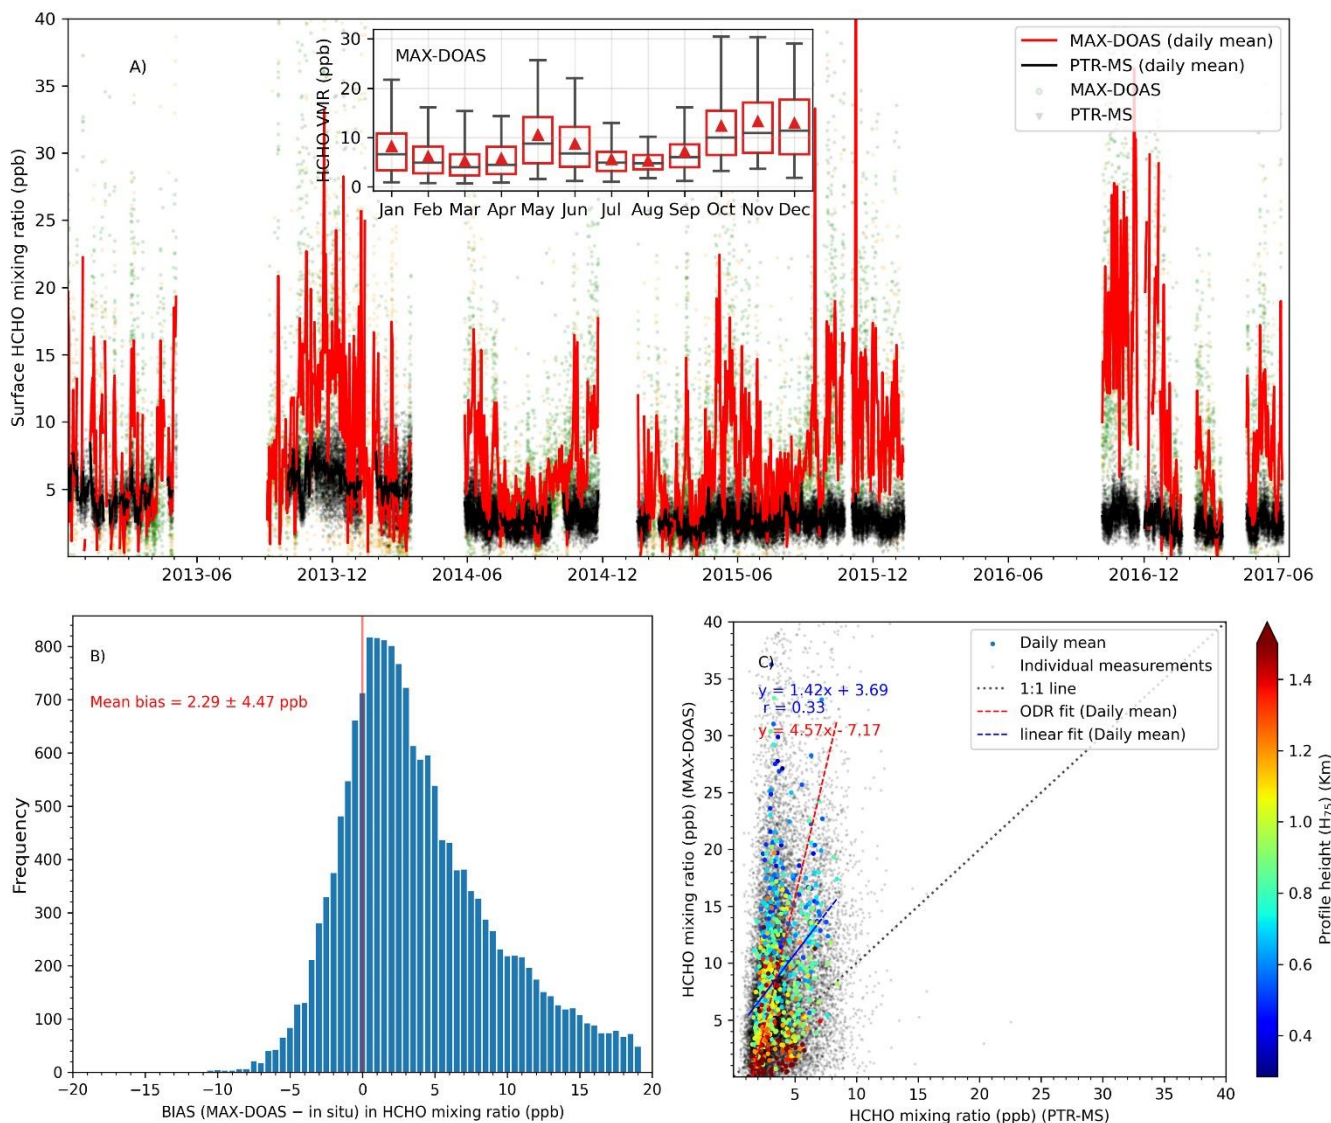 40
35
30
25
20
15
10
5
Surface HCHO mixing ratio (ppb)
A)
30
20
10
0
HCHO VMR (ppb)
MAX-DOAS
Jan Feb Mar Apr May Jun Jul Aug Sep Oct Nov Dec
MAX-DOAS (daily mean)
PTR-MS (daily mean)
MAX-DOAS
PTR-MS
2013-06 2013-12 2014-06 2014-12 2015-06 2015-12 2016-06 2016-12 2017-06
B)
Mean bias = 2.29 ± 4.47 ppb
800
700
600
500
400
300
200
100
0
Frequency
−20 −15 −10 −5 0 5 10 15 20
BIAS (MAX-DOAS − in situ) in HCHO mixing ratio (ppb)
C)
y = 1.42x + 3.69
r = 0.33
y = 4.57x - 7.17
Daily mean
Individual measurements
1:1 line
ODR fit (Daily mean)
linear fit (Daily mean)
40
35
30
25
20
15
10
5
HCHO mixing ratio (ppb) (MAX-DOAS)
5 10 15 20 25 30 35 40
HCHO mixing ratio (ppb) (PTR-MS)
1.4
1.2
1.0
0.8
0.6
0.4
Profile height (H75) (Km)